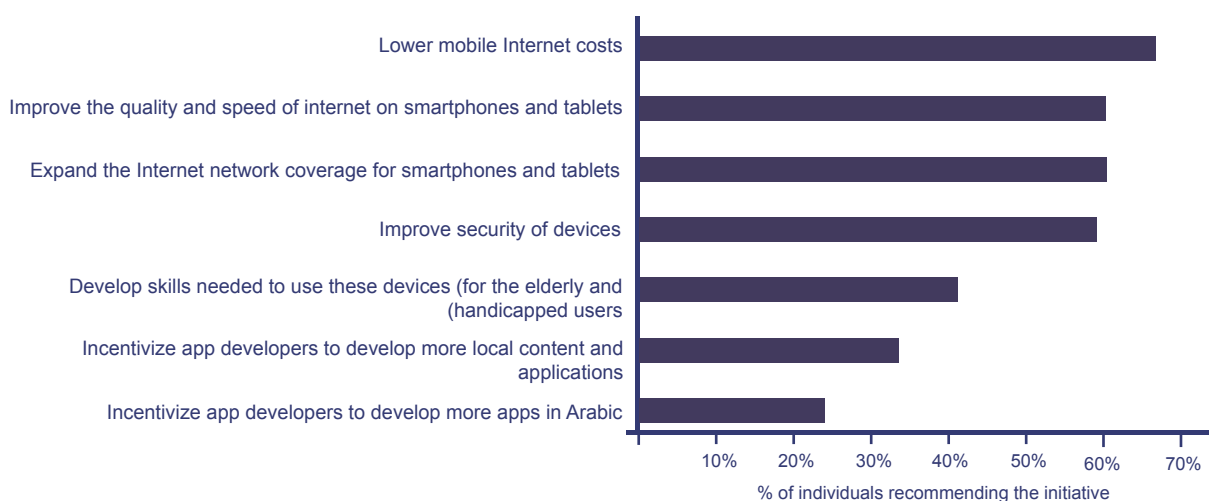 Lower mobile Internet costs
Improve the quality and speed of internet on smartphones and tablets
Expand the Internet network coverage for smartphones and tablets
Improve security of devices
Develop skills needed to use these devices (for the elderly and
(handicapped users
Incentivize app developers to develop more local content and
applications
Incentivize app developers to develop more apps in Arabic
10% 20% 30% 40% 50% 60% 70%
% of individuals recommending the initiative